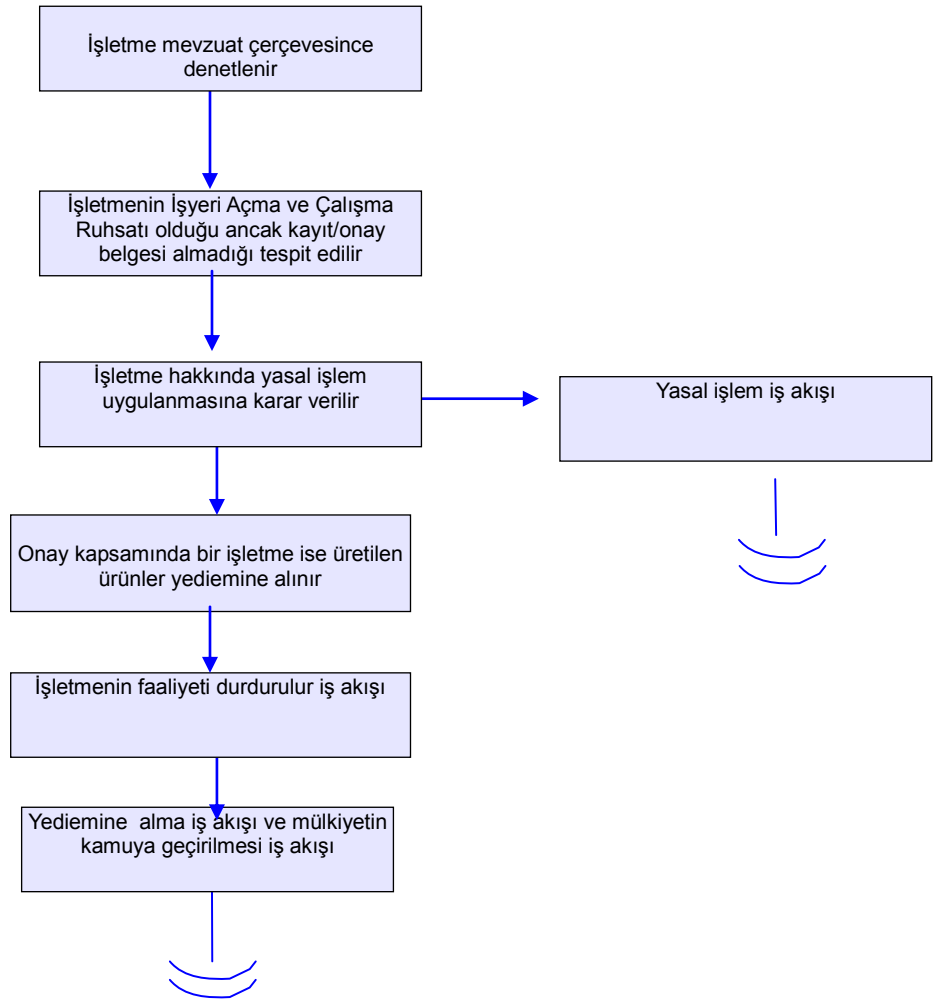 İşletme mevzuat çerçevesince
denetlenir
İşletmenin İşyeri Açma ve Çalışma
Ruhsatı olduğu ancak kayıt/onay
belgesi almadığı tespit edilir
İşletme hakkında yasal işlem
uygulanmasına karar verilir
Yasal işlem iş akışı
Onay kapsamında bir işletme ise üretilen
ürünler yediemine alınır
İşletmenin faaliyeti durdurulur iş akışı
Yediemine alma iş akışı ve mülkiyetin
kamuya geçirilmesi iş akışı